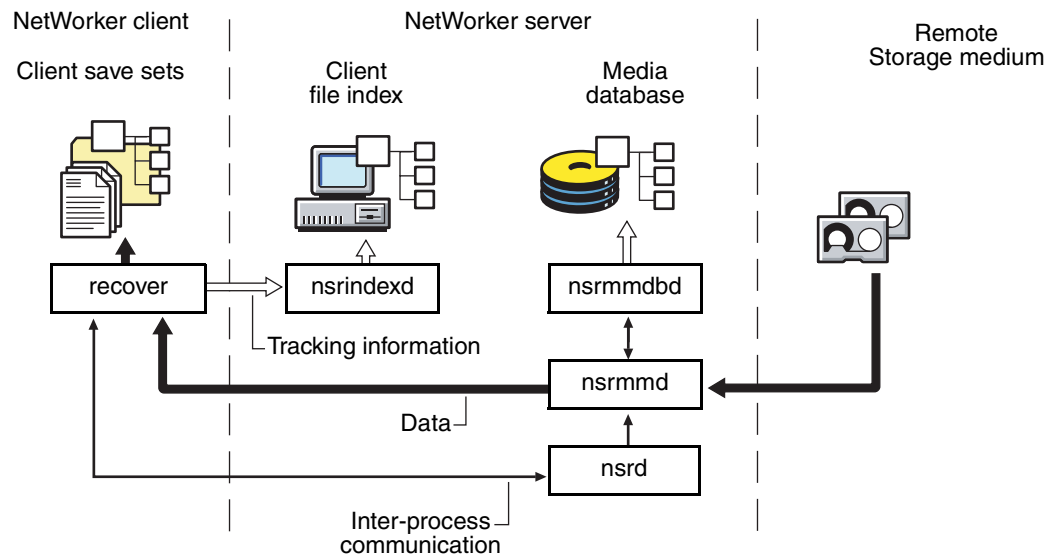 NetWorker client
NetWorker server
Remote
Storage medium
Client save sets
Client
file index
Media
database
recover
nsrindexd
nsrmmdbd
Tracking information
nsrmmd
Data
nsrd
Inter-process
communication